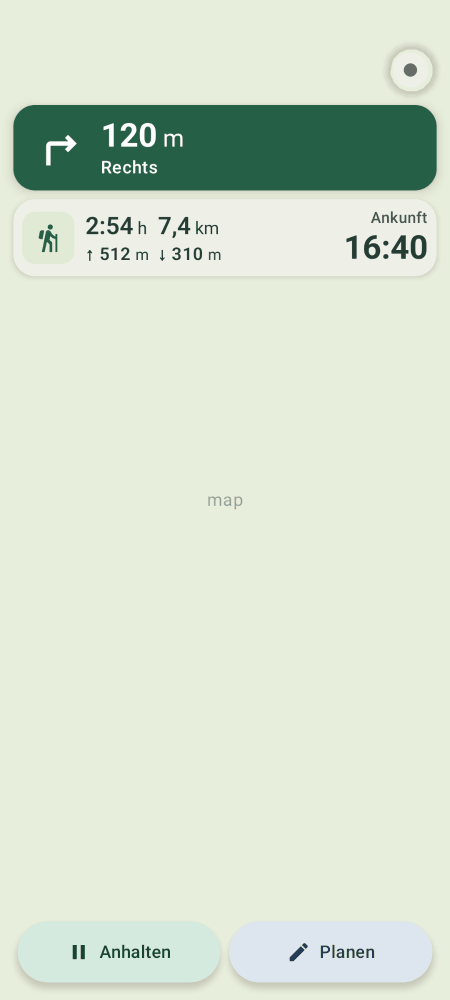 120 m
Rechts
2:54 h 7,4 km
↑ 512 m ↓ 310 m
Ankunft
16:40
map
Anhalten
Planen